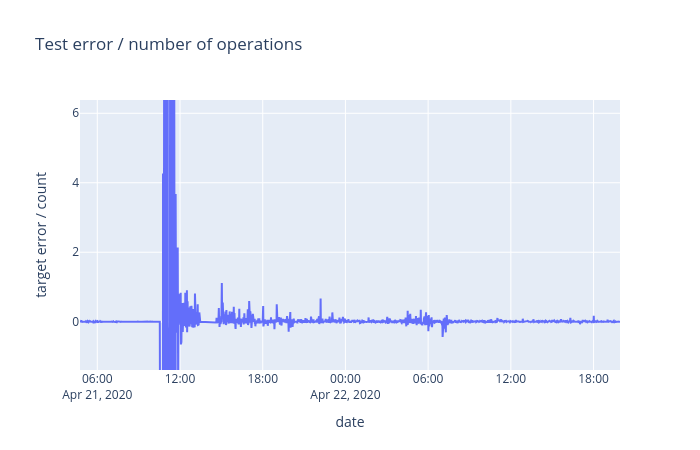 Test error / number of operations
6
4
2
0
target error / count
06:00 12:00 18:00 00:00 06:00 12:00 18:00
Apr 21, 2020 Apr 22, 2020
date